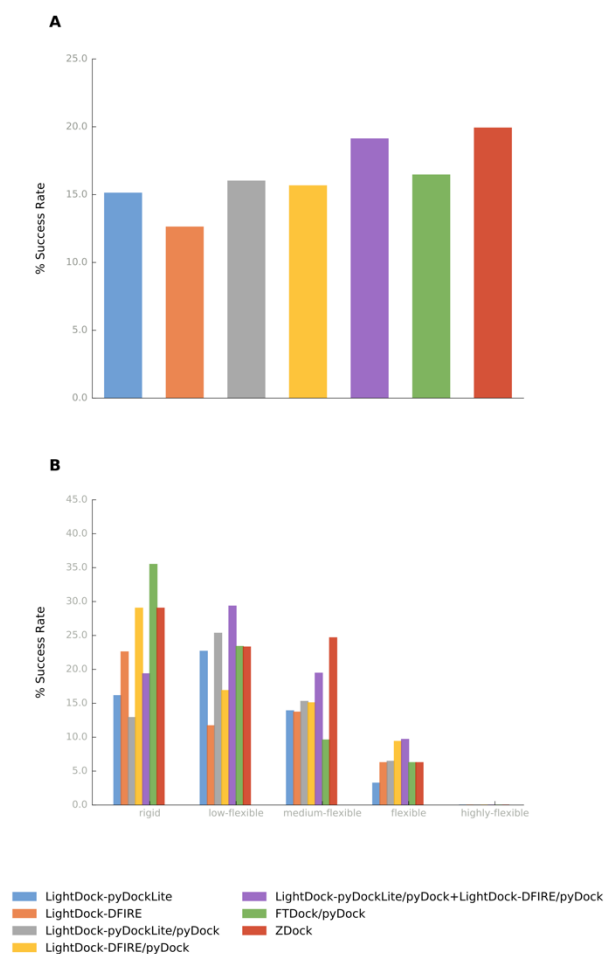 A
25.0
20.0
15.0
10.0
5.0
0.0
% Success Rate
B
45.0
40.0
35.0
30.0
25.0
20.0
15.0
10.0
5.0
0.0
% Success Rate
rigid low-flexible medium-flexible flexible highly-flexible
LightDock-pyDockLite
LightDock-DFIRE
LightDock-pyDockLite/pyDock
LightDock-DFIRE/pyDock
LightDock-pyDockLite/pyDock+LightDock-DFIRE/pyDock
FTDock/pyDock
ZDock